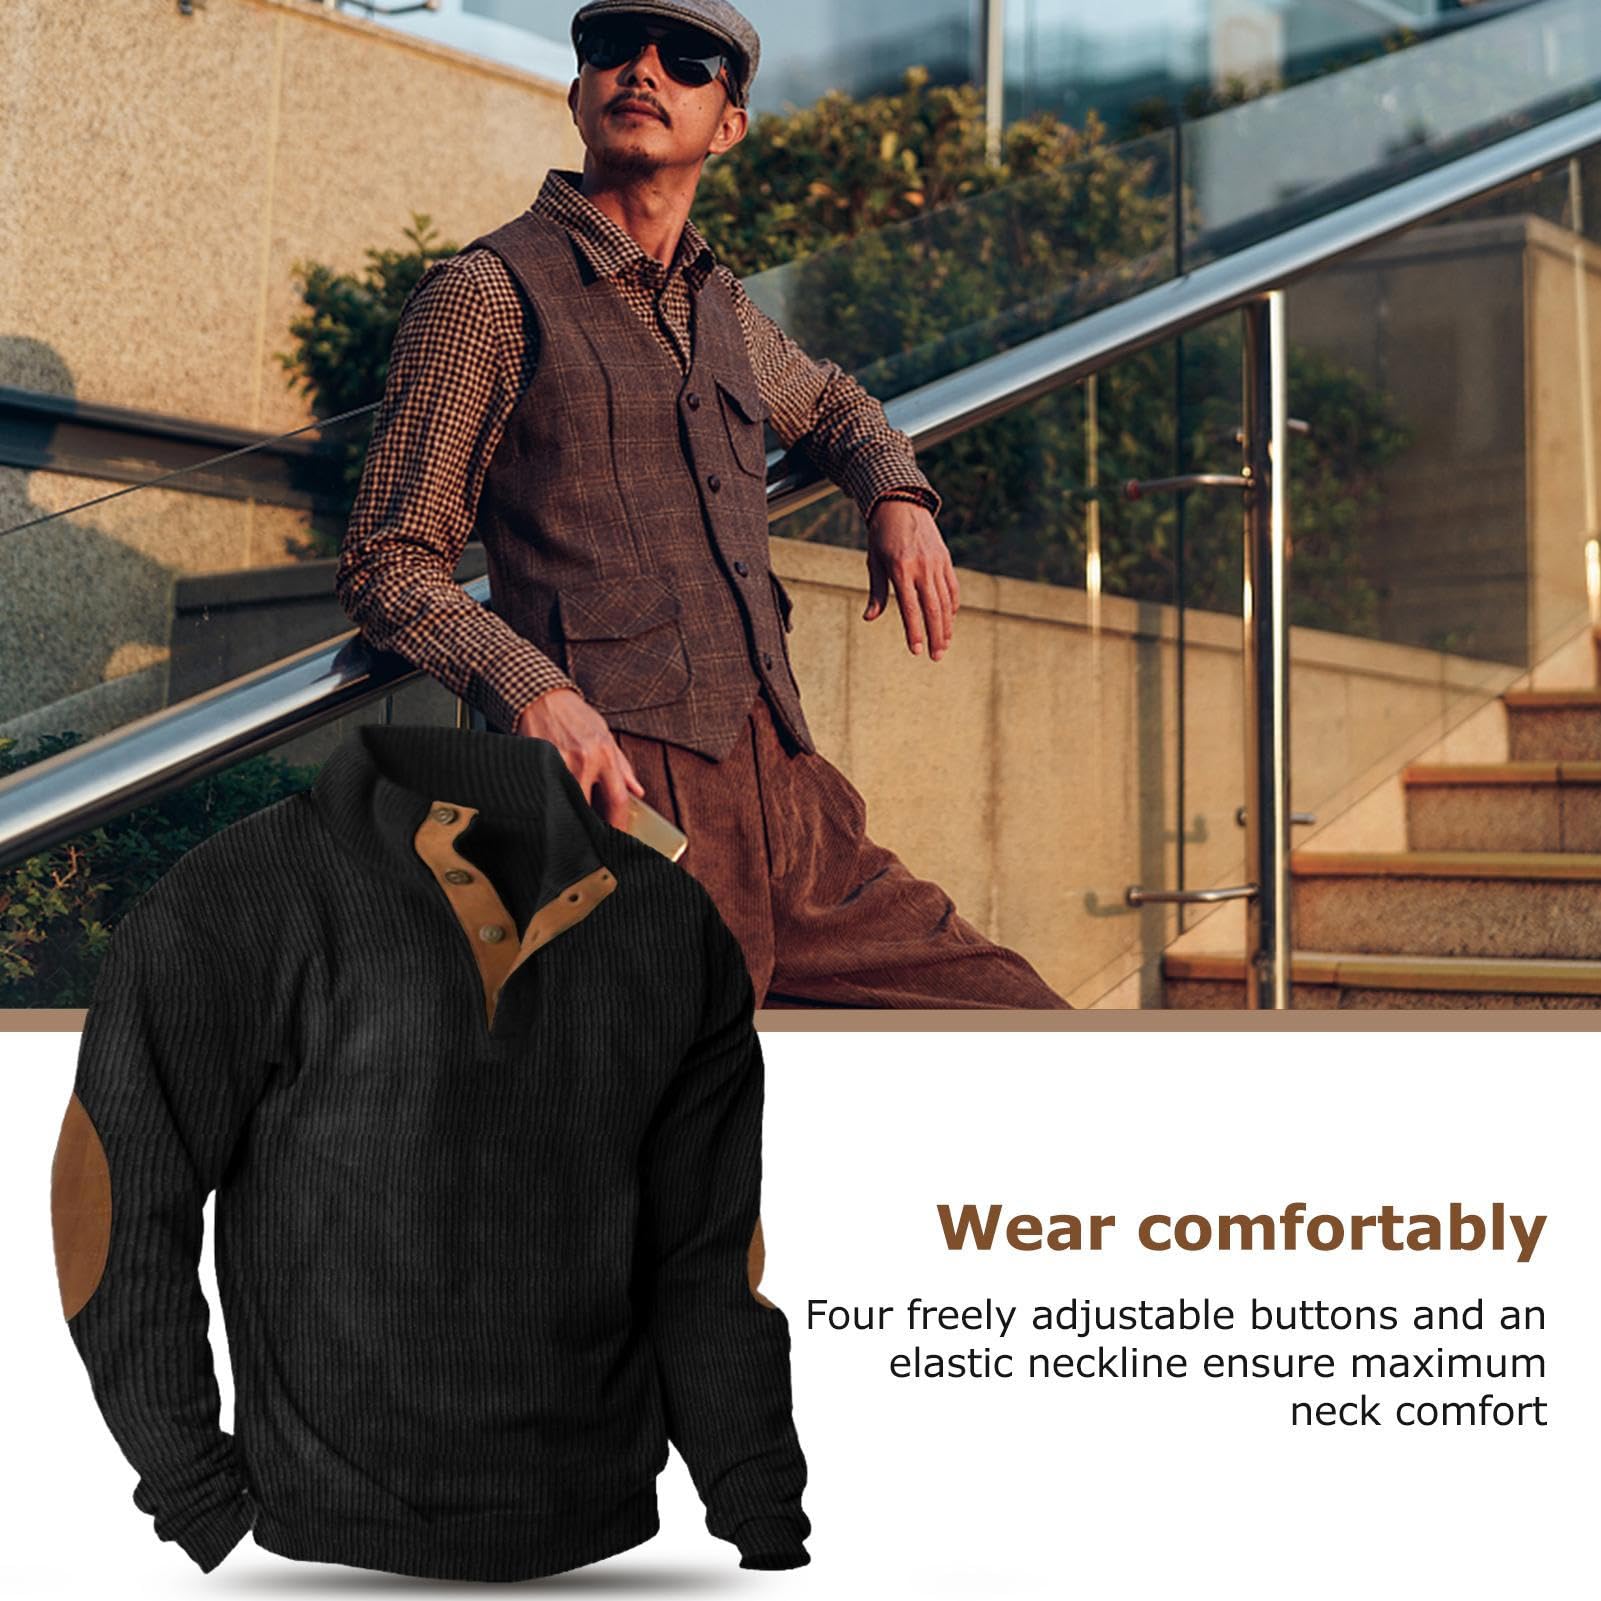 Wear comfortably
Four freely adjustable buttons and an
elastic neckline ensure maximum
neck comfort